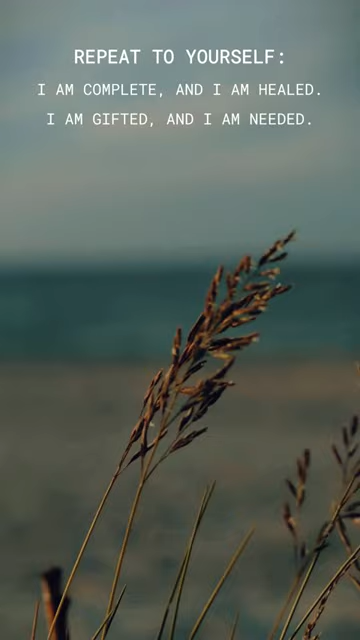 REPEAT TO YOURSELF:
I AM COMPLETE, AND I AM HEALED.
I AM GIFTED, AND I AM NEEDED.